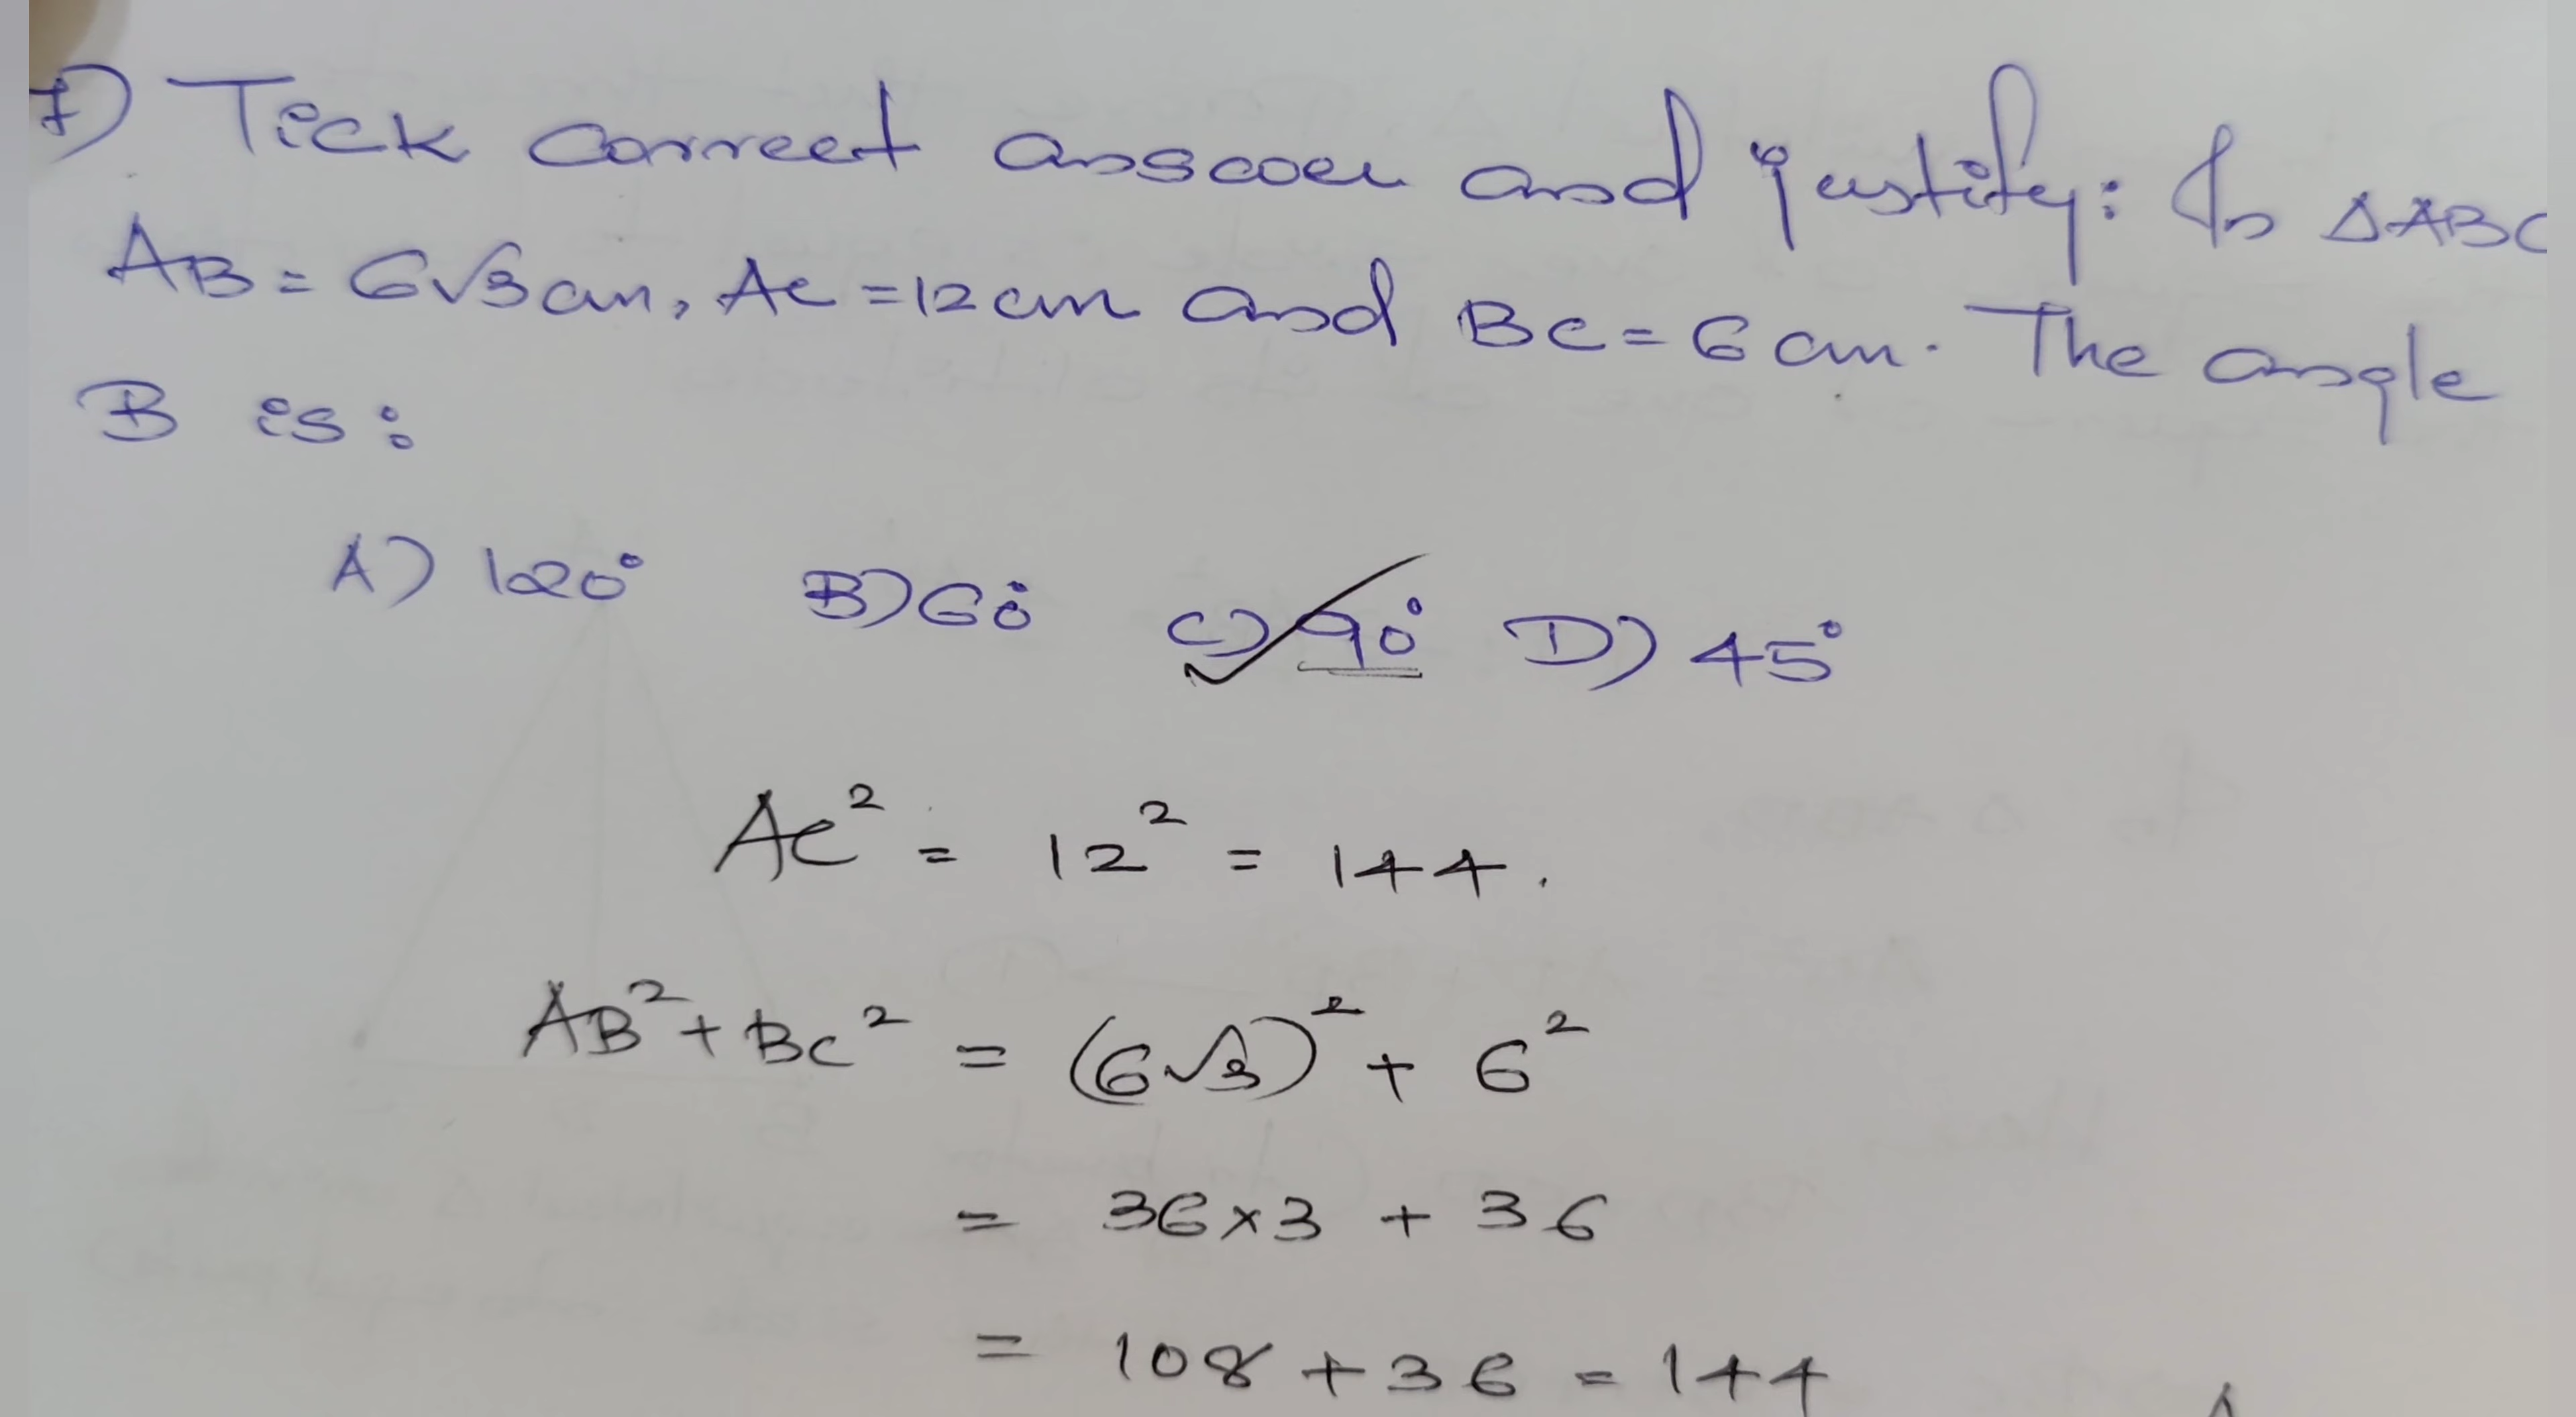 7) Tick correct answer and justify: In ΔABC
AB = 6√3 cm, AC = 12 cm and BC = 6 cm. The angle
B is:
A) 120° B) 60° C) 90° D) 45°
AC² = 12² = 144.
AB² + BC² = (6√3)² + 6²
= 36 × 3 + 36
= 108 + 36 = 144